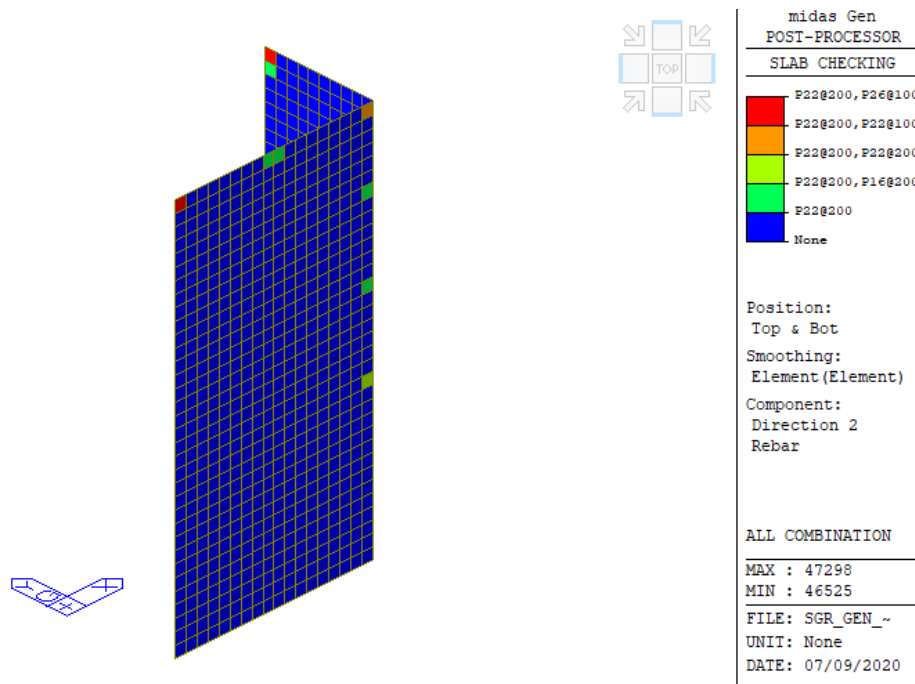 TOP
midas Gen
POST-PROCESSOR
SLAB CHECKING
P22@200,P26@100
P22@200,P22@100
P22@200,P22@200
P22@200,P16@200
P22@200
None
Position:
Top & Bot
Smoothing:
Element(Element)
Component:
Direction 2
Rebar
ALL COMBINATION
MAX : 47298
MIN : 46525
FILE: SGR_GEN_~
UNIT: None
DATE: 07/09/2020
Y
X